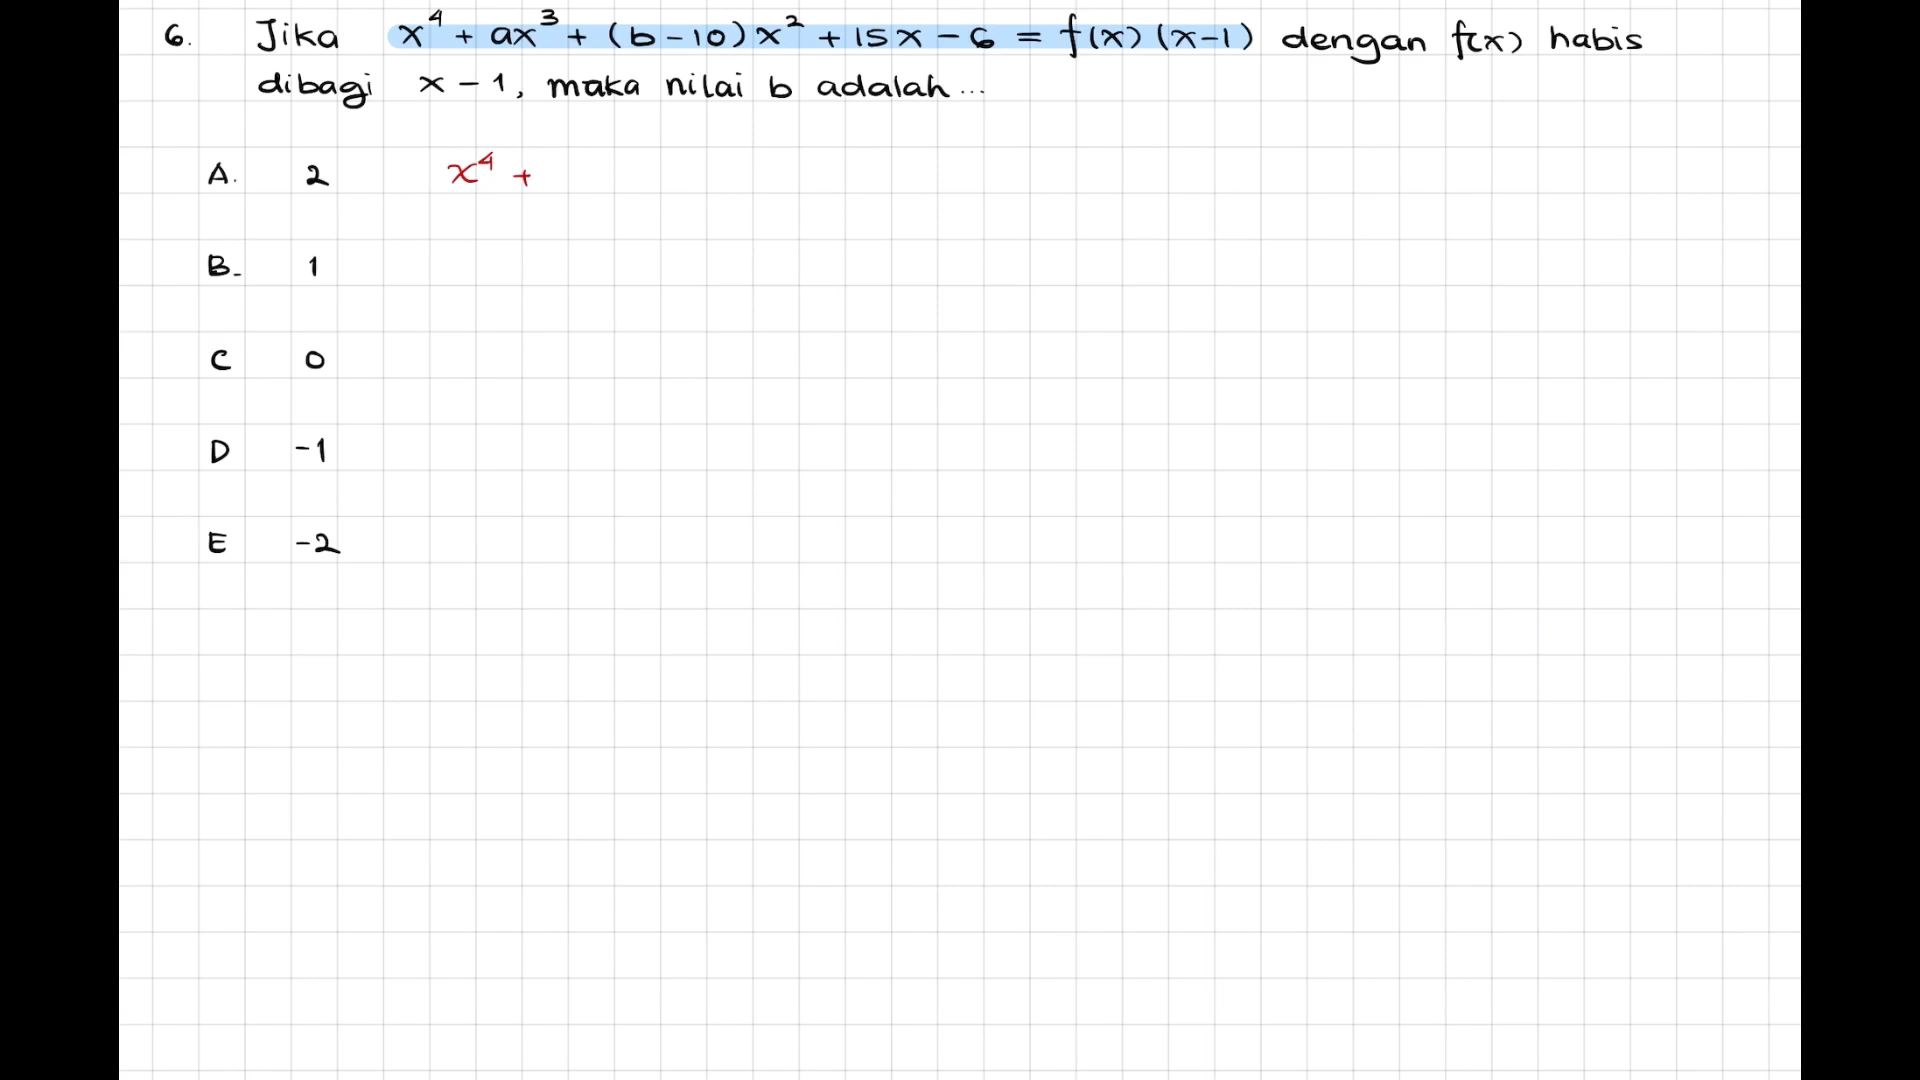 6. Jika x⁴ + ax³ + (b-10)x² + 15x - 6 = f(x)(x-1) dengan f(x) habis
dibagi x - 1, maka nilai b adalah ...
A. 2 x⁴ +
B. 1
C 0
D -1
E -2